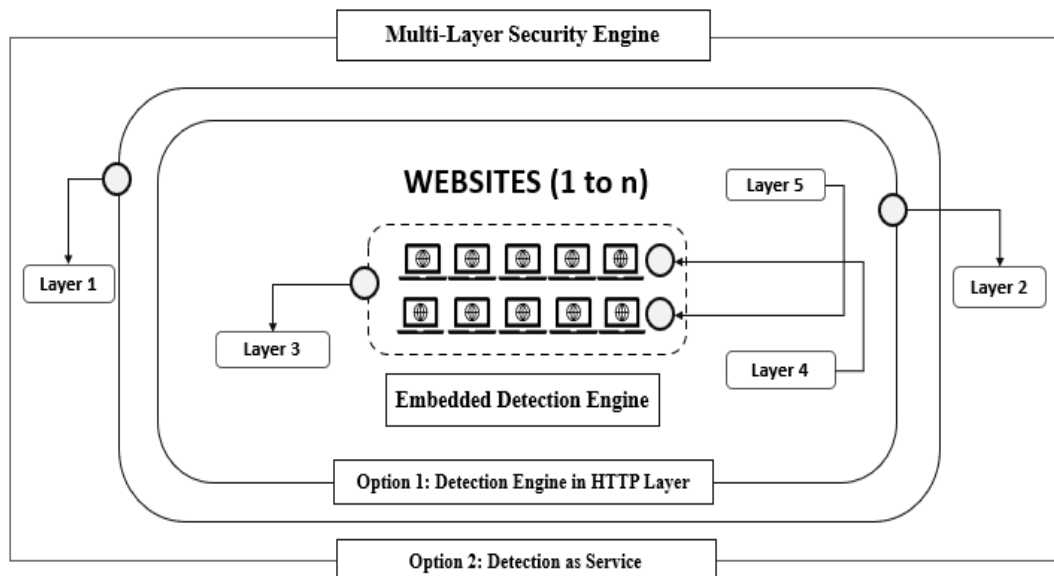 Multi-Layer Security Engine
WEBSITES (1 to n)
Layer 5
Layer 1
Layer 2
Layer 3
Layer 4
Embedded Detection Engine
Option 1: Detection Engine in HTTP Layer
Option 2: Detection as Service